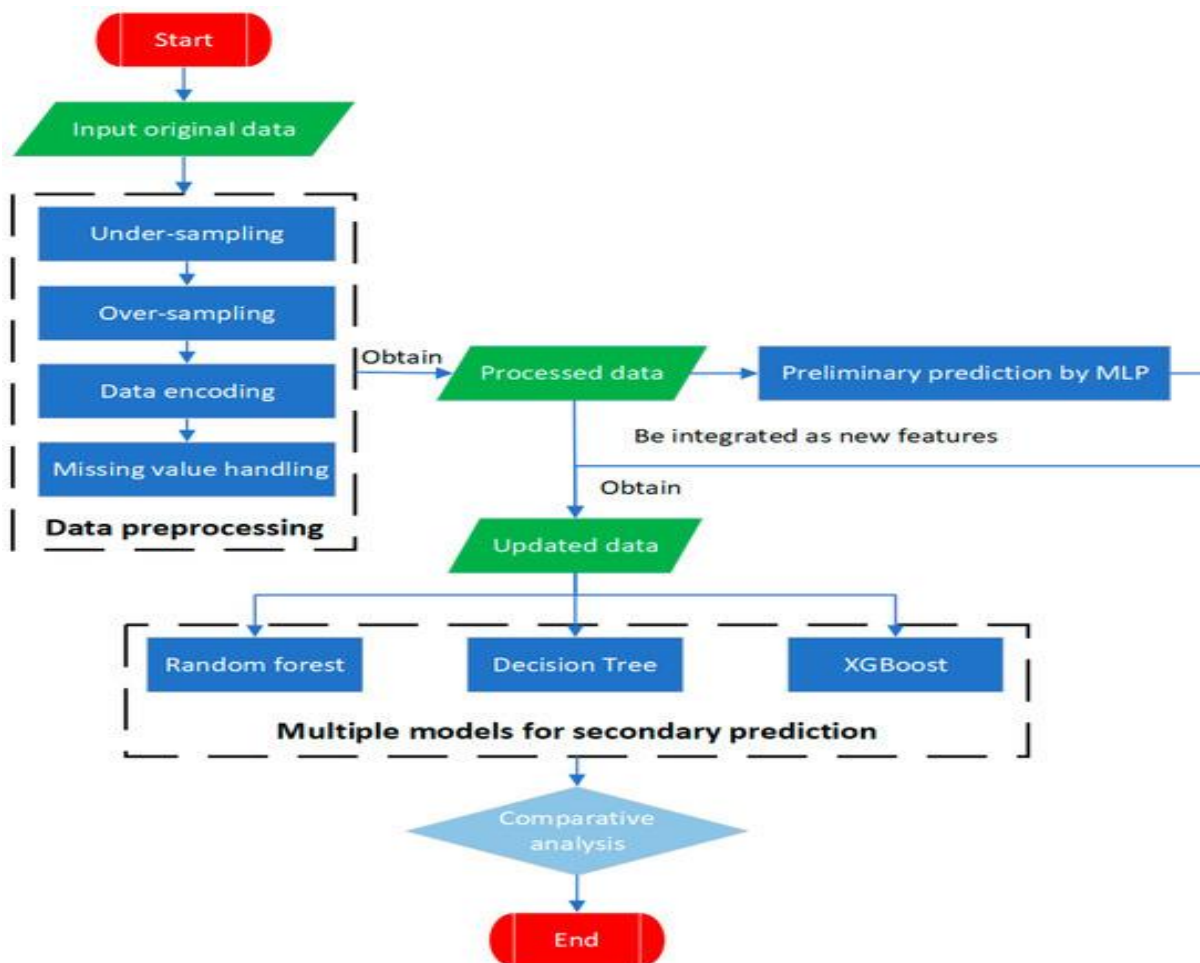 Start
Input original data
Under-sampling
Over-sampling
Data encoding
Missing value handling
Data preprocessing
Obtain
Processed data
Preliminary prediction by MLP
Be integrated as new features
Obtain
Updated data
Random forest
Decision Tree
XGBoost
Multiple models for secondary prediction
Comparative
analysis
End